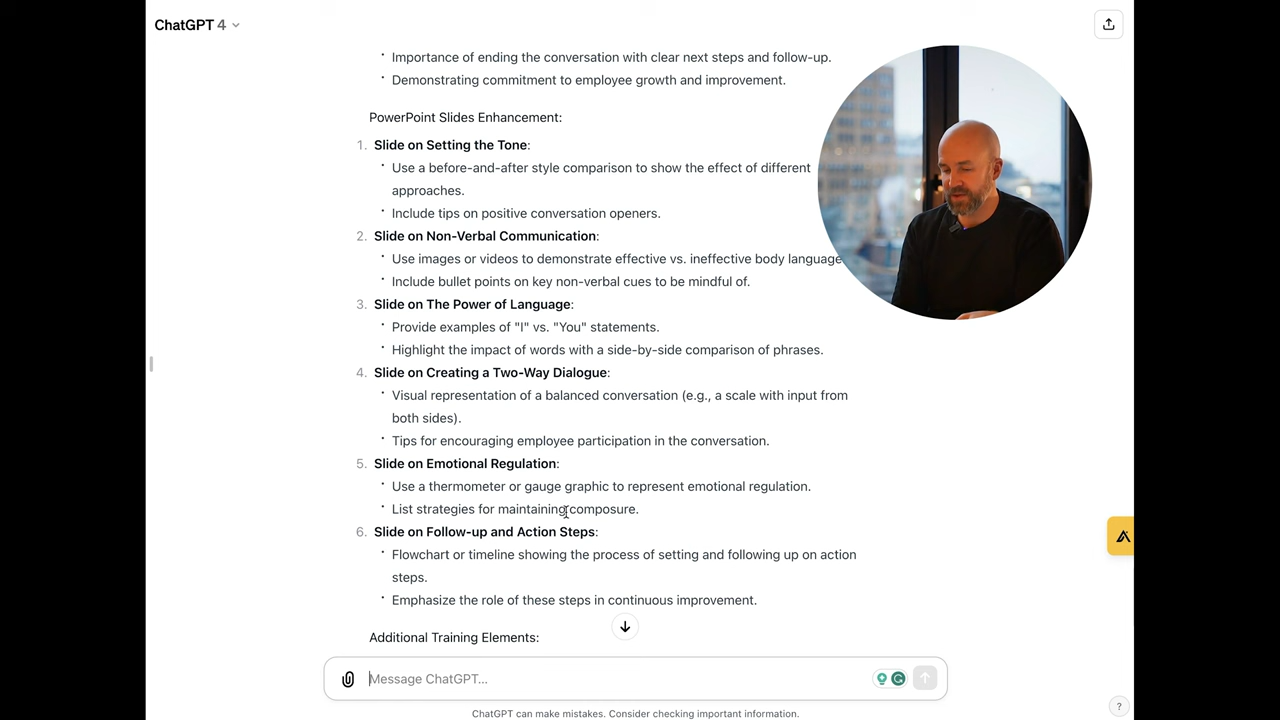 ChatGPT 4
Importance of ending the conversation with clear next steps and follow-up.
Demonstrating commitment to employee growth and improvement.
PowerPoint Slides Enhancement:
1. Slide on Setting the Tone:
Use a before-and-after style comparison to show the effect of different
approaches.
Include tips on positive conversation openers.
2. Slide on Non-Verbal Communication:
Use images or videos to demonstrate effective vs. ineffective body language
Include bullet points on key non-verbal cues to be mindful of.
3. Slide on The Power of Language:
Provide examples of "I" vs. "You" statements.
Highlight the impact of words with a side-by-side comparison of phrases.
4. Slide on Creating a Two-Way Dialogue:
Visual representation of a balanced conversation (e.g., a scale with input from
both sides).
Tips for encouraging employee participation in the conversation.
5. Slide on Emotional Regulation:
Use a thermometer or gauge graphic to represent emotional regulation.
List strategies for maintaining composure.
6. Slide on Follow-up and Action Steps:
Flowchart or timeline showing the process of setting and following up on action
steps.
Emphasize the role of these steps in continuous improvement.
Additional Training Elements:
Message ChatGPT...
ChatGPT can make mistakes. Consider checking important information.
?